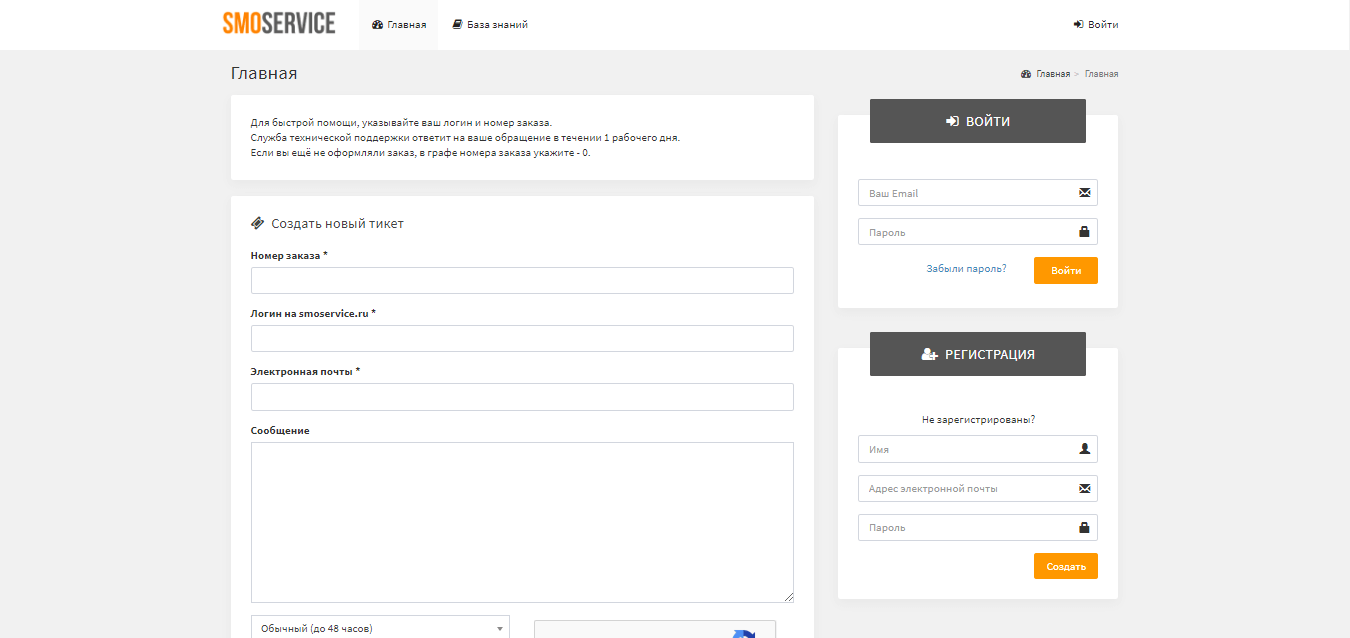 SMOSERVICE
Главная
База знаний
Войти
Главная
Главная > Главная
Для быстрой помощи, указывайте ваш логин и номер заказа.
Служба технической поддержки ответит на ваше обращение в течении 1 рабочего дня.
Если вы ещё не оформляли заказ, в графе номера заказа укажите - 0.
Создать новый тикет
Номер заказа *
Логин на smoservice.ru *
Электронная почты *
Сообщение
Обычный (до 48 часов)
ВОЙТИ
Ваш Email
Пароль
Забыли пароль?
Войти
РЕГИСТРАЦИЯ
Не зарегистрированы?
Имя
Адрес электронной почты
Пароль
Создать